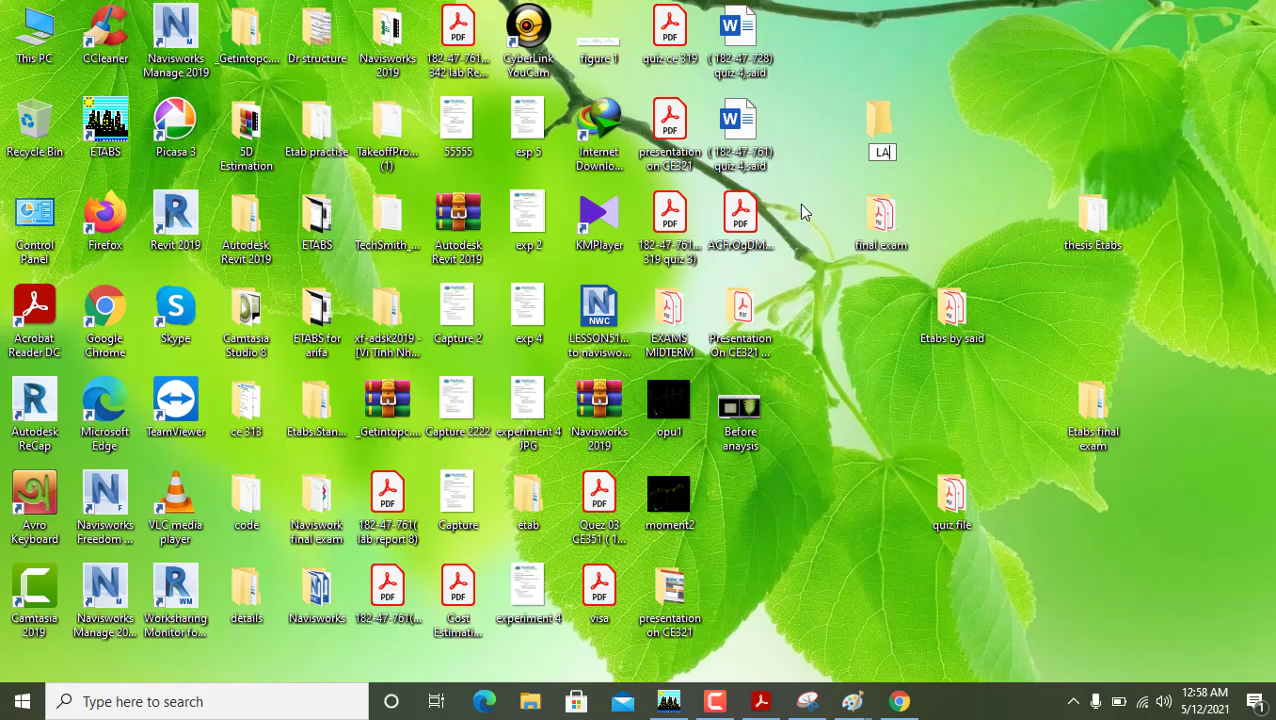 This PC
CCleaner
Navisworks
Manage 2019
_Getintopc....
Dr structure
Navisworks
2019
182-47-761...
342 lab Re...
CyberLink
YouCam
figure 1
quiz ce 319
( 182-47-728)
quiz 4,said
Recycle Bin
ETABS
Picasa 3
5D
Estimation
Etab practise
TakeoffPro...
(1)
55555
esp 5
Internet
Downlo...
presentation
on CE321
( 182-47-761)
quiz 4,said
LA
Control
Panel
Firefox
Revit 2019
Autodesk
Revit 2019
ETABS
TechSmith_...
Autodesk
Revit 2019
exp 2
KMPlayer
182-47-761...
319 quiz 3)
ACFrOgDM...
final exam
thesis Etabs
Acrobat
Reader DC
Google
Chrome
Skype
Camtasia
Studio 8
ETABS for
arifa
xf-adsk2019 -
[Vi Tinh Nh...
Capture 2
exp 4
NWC
LESSON51...
to naviswo...
EXAMS
MIDTERM
Presentation
On CE321 ...
Etabs by said
Autodesk
ReCap
Microsoft
Edge
TeamViewer
ce 313
Etabs.Stan...
_Getintopc....
Capture 2222
experiment 4
JPG
Navisworks
2019
opu1
Before
anaysis
Etabs final
exam
Avro
Keyboard
Navisworks
Freedom ...
VLC media
player
code
Naviswork
final exam
182-47-761(
lab report 8)
Capture
etab
Quez 03
CE351 ( 1...
moment2
quiz file
Camtasia
2019
Navisworks
Manage 20...
Worksharing
Monitor fo...
details
Navisworks
182-47-761(...
Cost
Estimati...
experiment 4
visa
presentation
on CE321
Type here to search
12:58 AM
5/12/2021